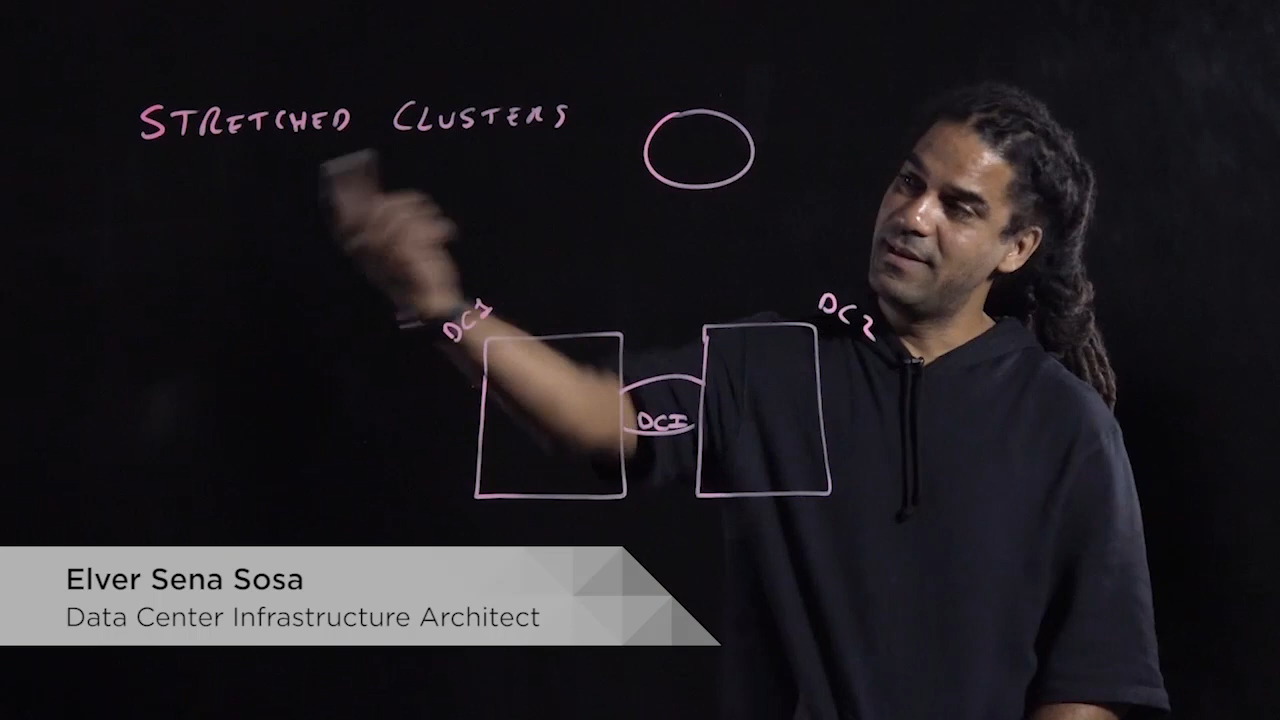 STRETCHED CLUSTERS
DC1
DC2
DCI
Elver Sena Sosa
Data Center Infrastructure Architect